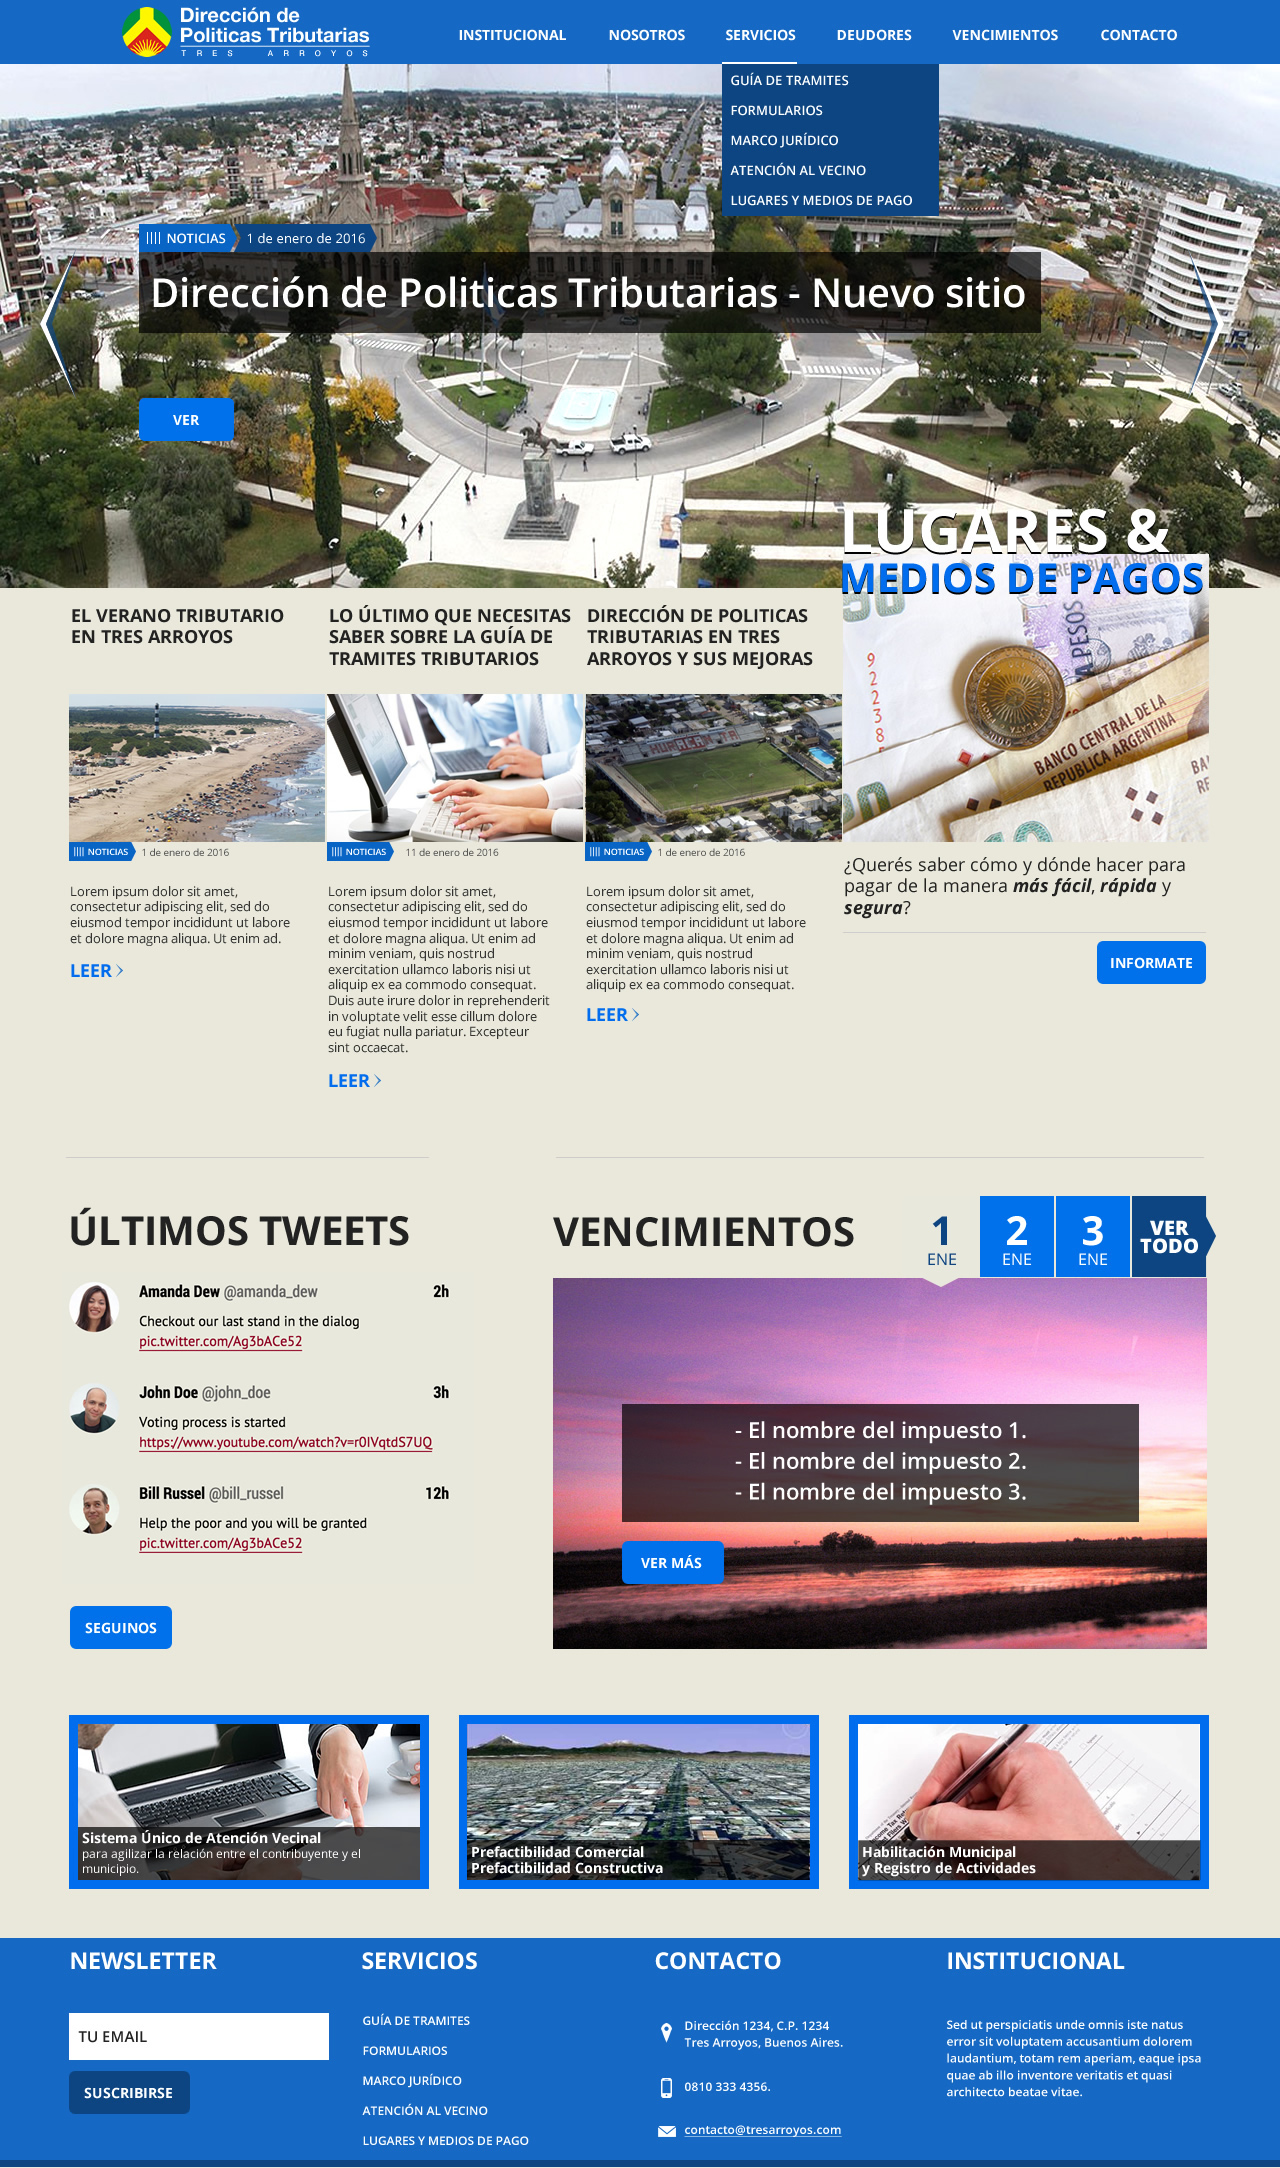 Dirección de
Politicas Tributarias
TRES ARROYOS
INSTITUCIONAL
NOSOTROS
SERVICIOS
DEUDORES
VENCIMIENTOS
CONTACTO
GUÍA DE TRAMITES
FORMULARIOS
MARCO JURÍDICO
ATENCIÓN AL VECINO
LUGARES Y MEDIOS DE PAGO
NOTICIAS
1 de enero de 2016
Dirección de Politicas Tributarias - Nuevo sitio
VER
LUGARES &
MEDIOS DE PAGOS
REPUBLICA ARGENTINA
50
PESOS
9
2
2
3
8
BANCO CENTRAL DE LA
REPUBLICA ARGENTINA
EL VERANO TRIBUTARIO
EN TRES ARROYOS
NOTICIAS
1 de enero de 2016
Lorem ipsum dolor sit amet,
consectetur adipiscing elit, sed do
eiusmod tempor incididunt ut labore
et dolore magna aliqua. Ut enim ad.
LEER
LO ÚLTIMO QUE NECESITAS
SABER SOBRE LA GUÍA DE
TRAMITES TRIBUTARIOS
NOTICIAS
11 de enero de 2016
Lorem ipsum dolor sit amet,
consectetur adipiscing elit, sed do
eiusmod tempor incididunt ut labore
et dolore magna aliqua. Ut enim ad
minim veniam, quis nostrud
exercitation ullamco laboris nisi ut
aliquip ex ea commodo consequat.
Duis aute irure dolor in reprehenderit
in voluptate velit esse cillum dolore
eu fugiat nulla pariatur. Excepteur
sint occaecat.
LEER
DIRECCIÓN DE POLITICAS
TRIBUTARIAS EN TRES
ARROYOS Y SUS MEJORAS
NOTICIAS
1 de enero de 2016
Lorem ipsum dolor sit amet,
consectetur adipiscing elit, sed do
eiusmod tempor incididunt ut labore
et dolore magna aliqua. Ut enim ad
minim veniam, quis nostrud
exercitation ullamco laboris nisi ut
aliquip ex ea commodo consequat.
LEER
¿Querés saber cómo y dónde hacer para
pagar de la manera más fácil, rápida y
segura?
INFORMATE
ÚLTIMOS TWEETS
Amanda Dew @amanda_dew 2h
Checkout our last stand in the dialog
pic.twitter.com/Ag3bACe52
John Doe @john_doe 3h
Voting process is started
https://www.youtube.com/watch?v=r0IVqtdS7UQ
Bill Russel @bill_russel 12h
Help the poor and you will be granted
pic.twitter.com/Ag3bACe52
SEGUINOS
VENCIMIENTOS
1
ENE
2
ENE
3
ENE
VER
TODO
- El nombre del impuesto 1.
- El nombre del impuesto 2.
- El nombre del impuesto 3.
VER MÁS
Sistema Único de Atención Vecinal
para agilizar la relación entre el contribuyente y el
municipio.
Prefactibilidad Comercial
Prefactibilidad Constructiva
Habilitación Municipal
y Registro de Actividades
NEWSLETTER
TU EMAIL
SUSCRIBIRSE
SERVICIOS
GUÍA DE TRAMITES
FORMULARIOS
MARCO JURÍDICO
ATENCIÓN AL VECINO
LUGARES Y MEDIOS DE PAGO
CONTACTO
Dirección 1234, C.P. 1234
Tres Arroyos, Buenos Aires.
0810 333 4356.
contacto@tresarroyos.com
INSTITUCIONAL
Sed ut perspiciatis unde omnis iste natus
error sit voluptatem accusantium dolorem
laudantium, totam rem aperiam, eaque ipsa
quae ab illo inventore veritatis et quasi
architecto beatae vitae.